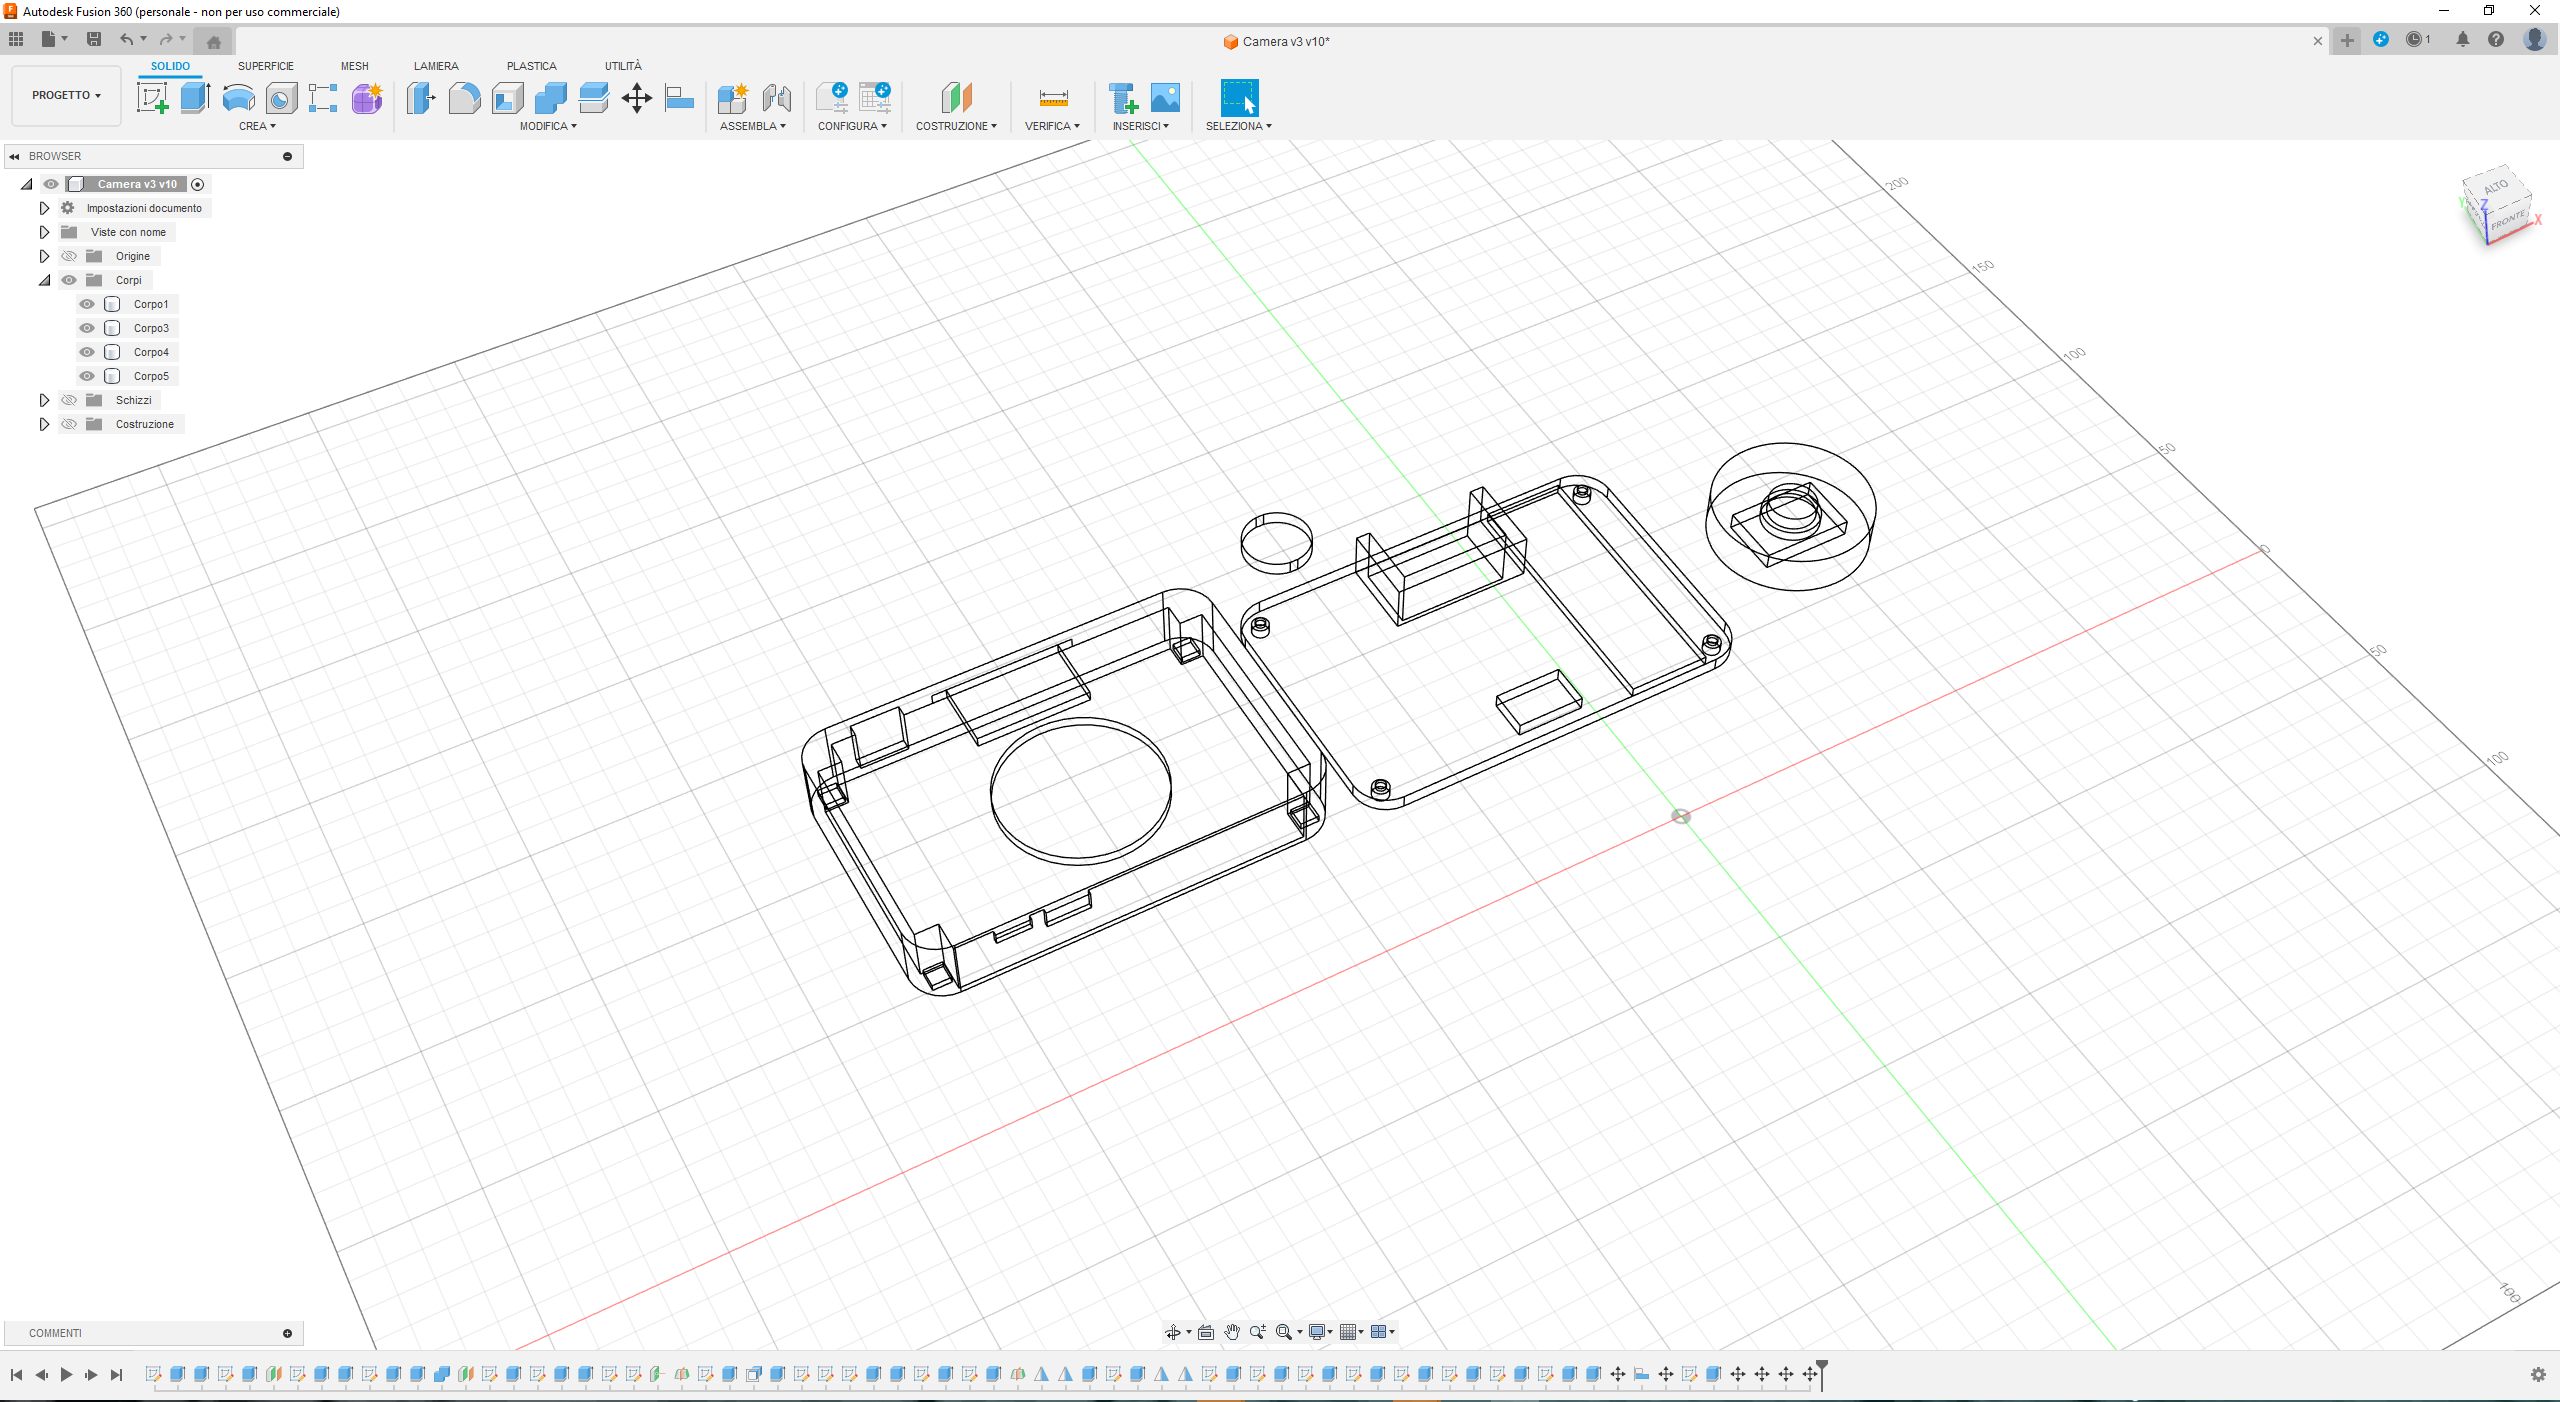 Autodesk Fusion 360 (personale - non per uso commerciale)
Camera v3 v10*
1
PROGETTO
SOLIDO SUPERFICIE MESH LAMIERA PLASTICA UTILITÀ
CREA MODIFICA ASSEMBLA CONFIGURA COSTRUZIONE VERIFICA INSERISCI SELEZIONA
BROWSER
Camera v3 v10
Impostazioni documento
Viste con nome
Origine
Corpi
Corpo1
Corpo3
Corpo4
Corpo5
Schizzi
Costruzione
ALTO
FRONTE
X
Y
Z
200
150
100
50
0
50
100
100
COMMENTI